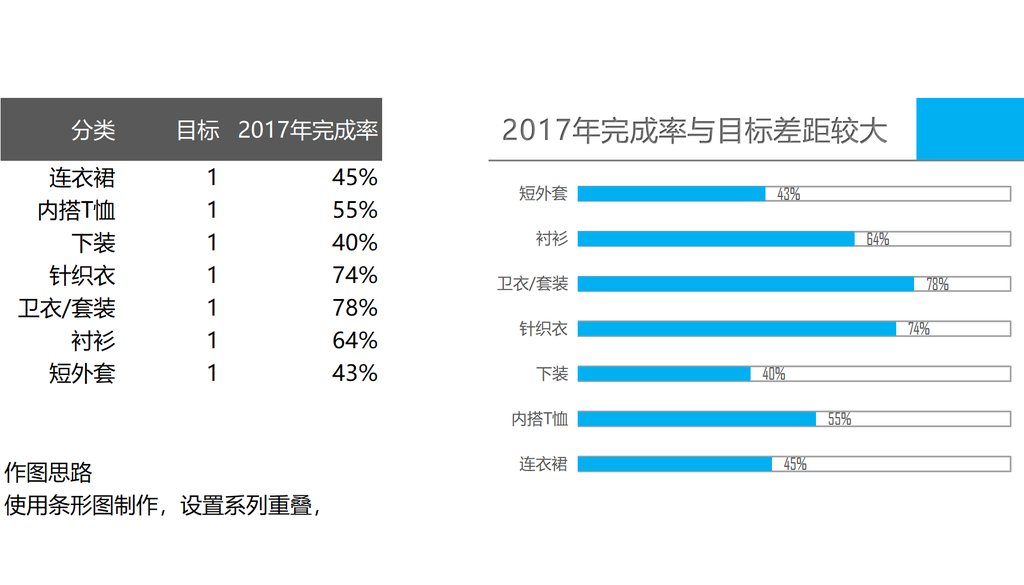 分类 目标 2017年完成率
连衣裙 1 45%
内搭T恤 1 55%
下装 1 40%
针织衣 1 74%
卫衣/套装 1 78%
衬衫 1 64%
短外套 1 43%
作图思路
使用条形图制作，设置系列重叠，
2017年完成率与目标差距较大
短外套 43%
衬衫 64%
卫衣/套装 78%
针织衣 74%
下装 40%
内搭T恤 55%
连衣裙 45%